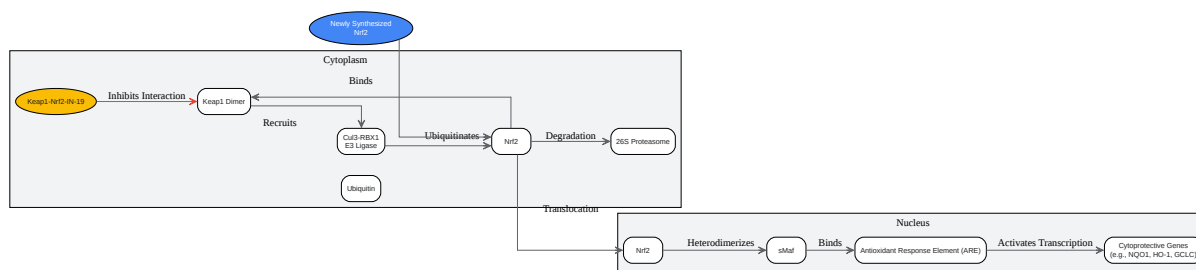 Newly Synthesized
Nrf2
Cytoplasm
Binds
Keap1-Nrf2-IN-19
Inhibits Interaction
Keap1 Dimer
Recruits
Cul3-RBX1
E3 Ligase
Ubiquitinates
Nrf2
Degradation
26S Proteasome
Ubiquitin
Translocation
Nucleus
Nrf2
Heterodimerizes
sMaf
Binds
Antioxidant Response Element (ARE)
Activates Transcription
Cytoprotective Genes
(e.g., NQO1, HO-1, GCLC)